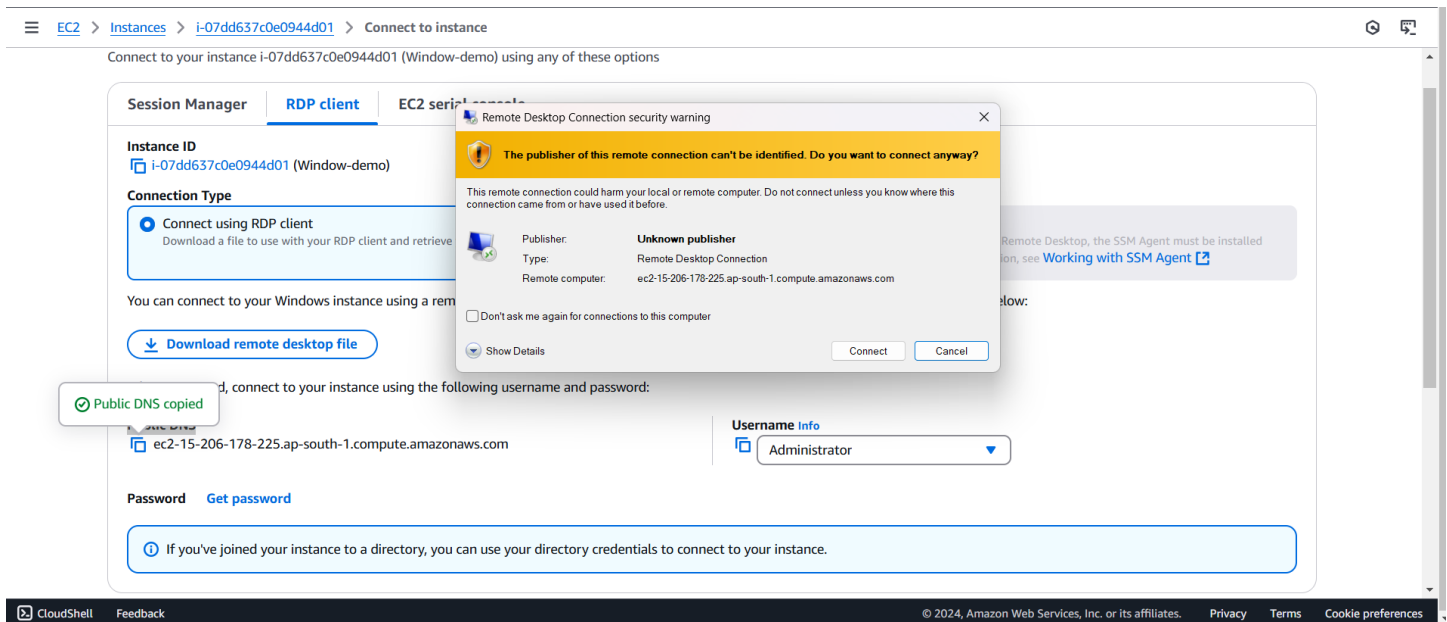 EC2 > Instances > i-07dd637c0e0944d01 > Connect to instance
Connect to your instance i-07dd637c0e0944d01 (Window-demo) using any of these options
Session Manager
RDP client
EC2 serial console
Instance ID
i-07dd637c0e0944d01 (Window-demo)
Connection Type
Connect using RDP client
Download a file to use with your RDP client and retrieve
Remote Desktop, the SSM Agent must be installed
see Working with SSM Agent
You can connect to your Windows instance using a
Download remote desktop file
connect to your instance using the following username and password:
Public DNS copied
Public DNS
ec2-15-206-178-225.ap-south-1.compute.amazonaws.com
Username Info
Administrator
Password Get password
If you've joined your instance to a directory, you can use your directory credentials to connect to your instance.
Remote Desktop Connection security warning
The publisher of this remote connection can't be identified. Do you want to connect anyway?
This remote connection could harm your local or remote computer. Do not connect unless you know where this
connection came from or have used it before.
Publisher: Unknown publisher
Type: Remote Desktop Connection
Remote computer: ec2-15-206-178-225.ap-south-1.compute.amazonaws.com
Don't ask me again for connections to this computer
Show Details
Connect
Cancel
CloudShell Feedback © 2024, Amazon Web Services, Inc. or its affiliates. Privacy Terms Cookie preferences